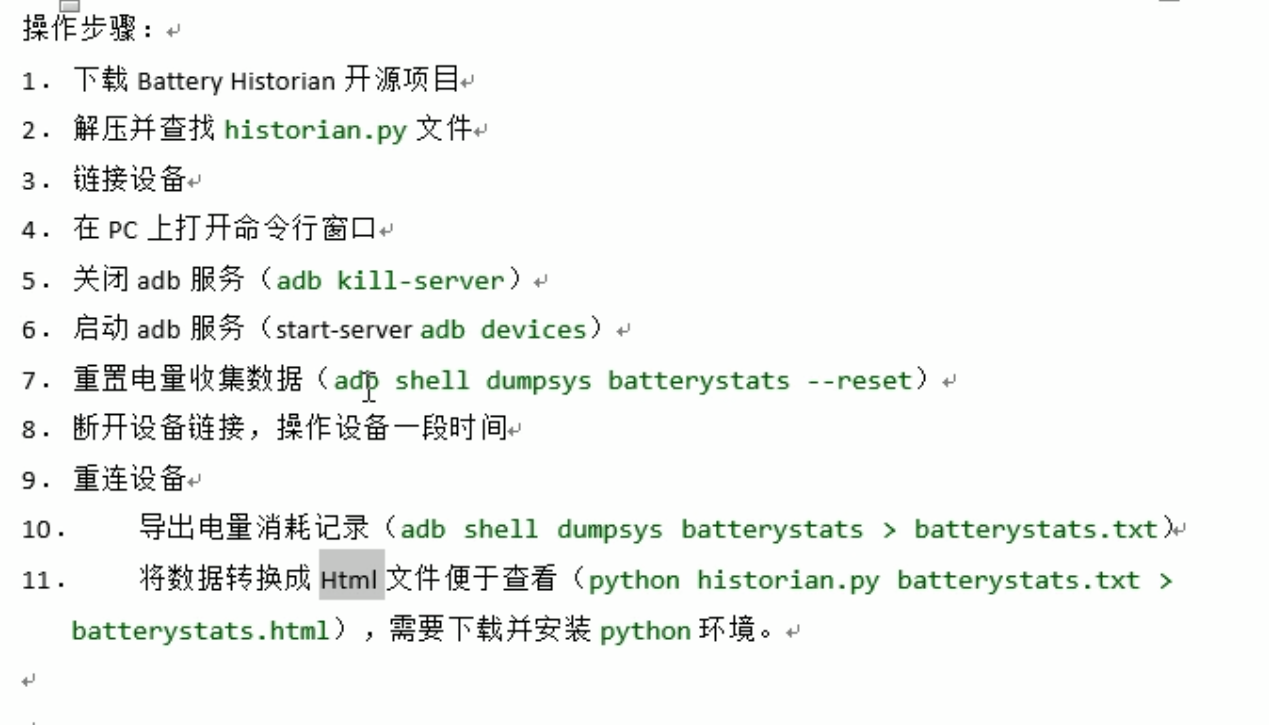 操作步骤：
1. 下载 Battery Historian 开源项目
2. 解压并查找 historian.py 文件
3. 链接设备
4. 在 PC 上打开命令行窗口
5. 关闭 adb 服务（adb kill-server）
6. 启动 adb 服务（start-server adb devices）
7. 重置电量收集数据（adb shell dumpsys batterystats --reset）
8. 断开设备链接，操作设备一段时间
9. 重连设备
10. 导出电量消耗记录（adb shell dumpsys batterystats > batterystats.txt）
11. 将数据转换成 Html 文件便于查看（python historian.py batterystats.txt >
batterystats.html），需要下载并安装 python 环境。